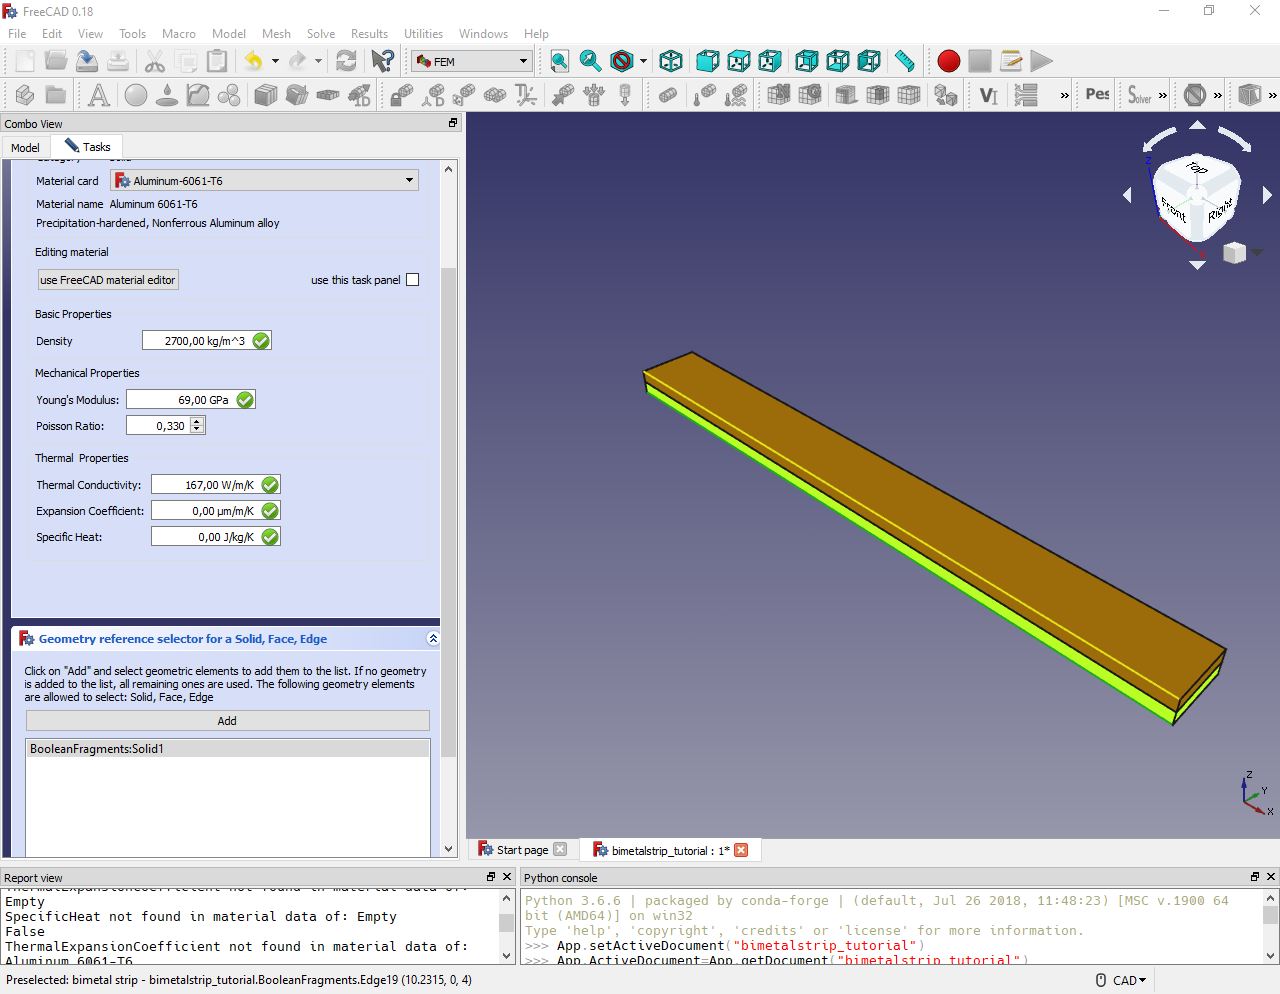 FreeCAD 0.18
File Edit View Tools Macro Model Mesh Solve Results Utilities Windows Help
FEM
Pes
Solver
Combo View
Model Tasks
Material card Aluminum-6061-T6
Material name Aluminum 6061-T6
Precipitation-hardened, Nonferrous Aluminum alloy
Editing material
use FreeCAD material editor use this task panel
Basic Properties
Density 2700,00 kg/m^3
Mechanical Properties
Young's Modulus: 69,00 GPa
Poisson Ratio: 0,330
Thermal Properties
Thermal Conductivity: 167,00 W/m/K
Expansion Coefficient: 0,00 µm/m/K
Specific Heat: 0,00 J/kg/K
Geometry reference selector for a Solid, Face, Edge
Click on "Add" and select geometric elements to add them to the list. If no geometry
is added to the list, all remaining ones are used. The following geometry elements
are allowed to select: Solid, Face, Edge
Add
BooleanFragments:Solid1
Top
Front
Right
Z
Z
Y
X
Start page
bimetalstrip_tutorial : 1*
Report view
ThermalExpansionCoefficient not found in material data of:
Empty
SpecificHeat not found in material data of: Empty
False
ThermalExpansionCoefficient not found in material data of:
Aluminum 6061-T6
Python console
Python 3.6.6 | packaged by conda-forge | (default, Jul 26 2018, 11:48:23) [MSC v.1900 64
bit (AMD64)] on win32
Type 'help', 'copyright', 'credits' or 'license' for more information.
>>> App.setActiveDocument("bimetalstrip_tutorial")
>>> App.ActiveDocument=App.getDocument("bimetalstrip_tutorial")
Preselected: bimetal strip - bimetalstrip_tutorial.BooleanFragments.Edge19 (10.2315, 0, 4)
CAD